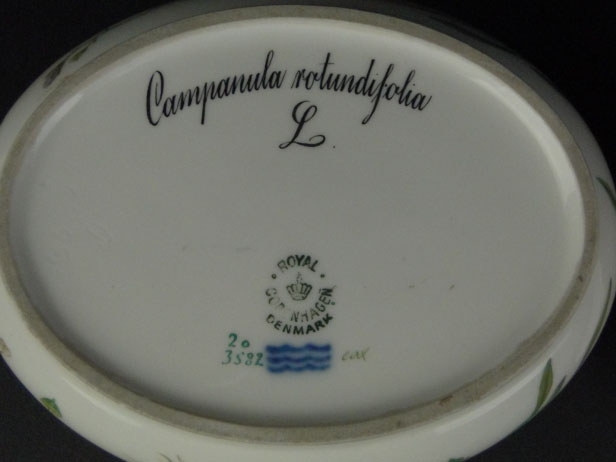 Campanula rotundifolia
L.
ROYAL
COPENHAGEN
DENMARK
20
3582